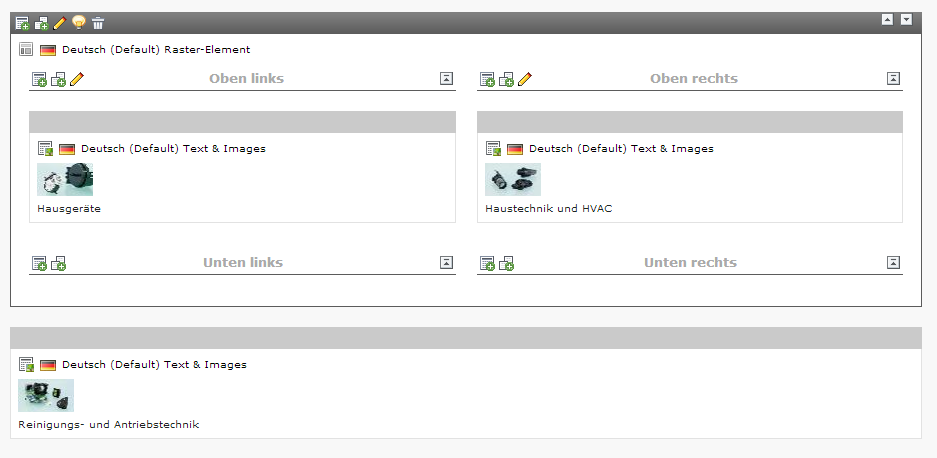 Deutsch (Default) Raster-Element
Oben links
Oben rechts
Deutsch (Default) Text & Images
Deutsch (Default) Text & Images
Hausgeräte
Haustechnik und HVAC
Unten links
Unten rechts
Deutsch (Default) Text & Images
Reinigungs- und Antriebstechnik